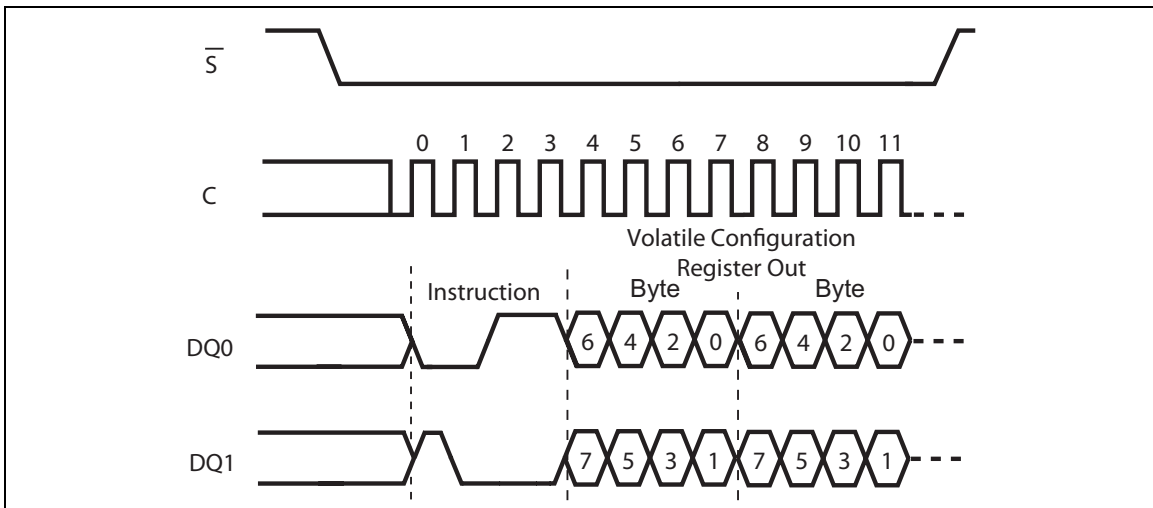 S
0 1 2 3 4 5 6 7 8 9 10 11
C
Volatile Configuration
Register Out
Instruction Byte Byte
DQ0 6 4 2 0 6 4 2 0
DQ1 7 5 3 1 7 5 3 1